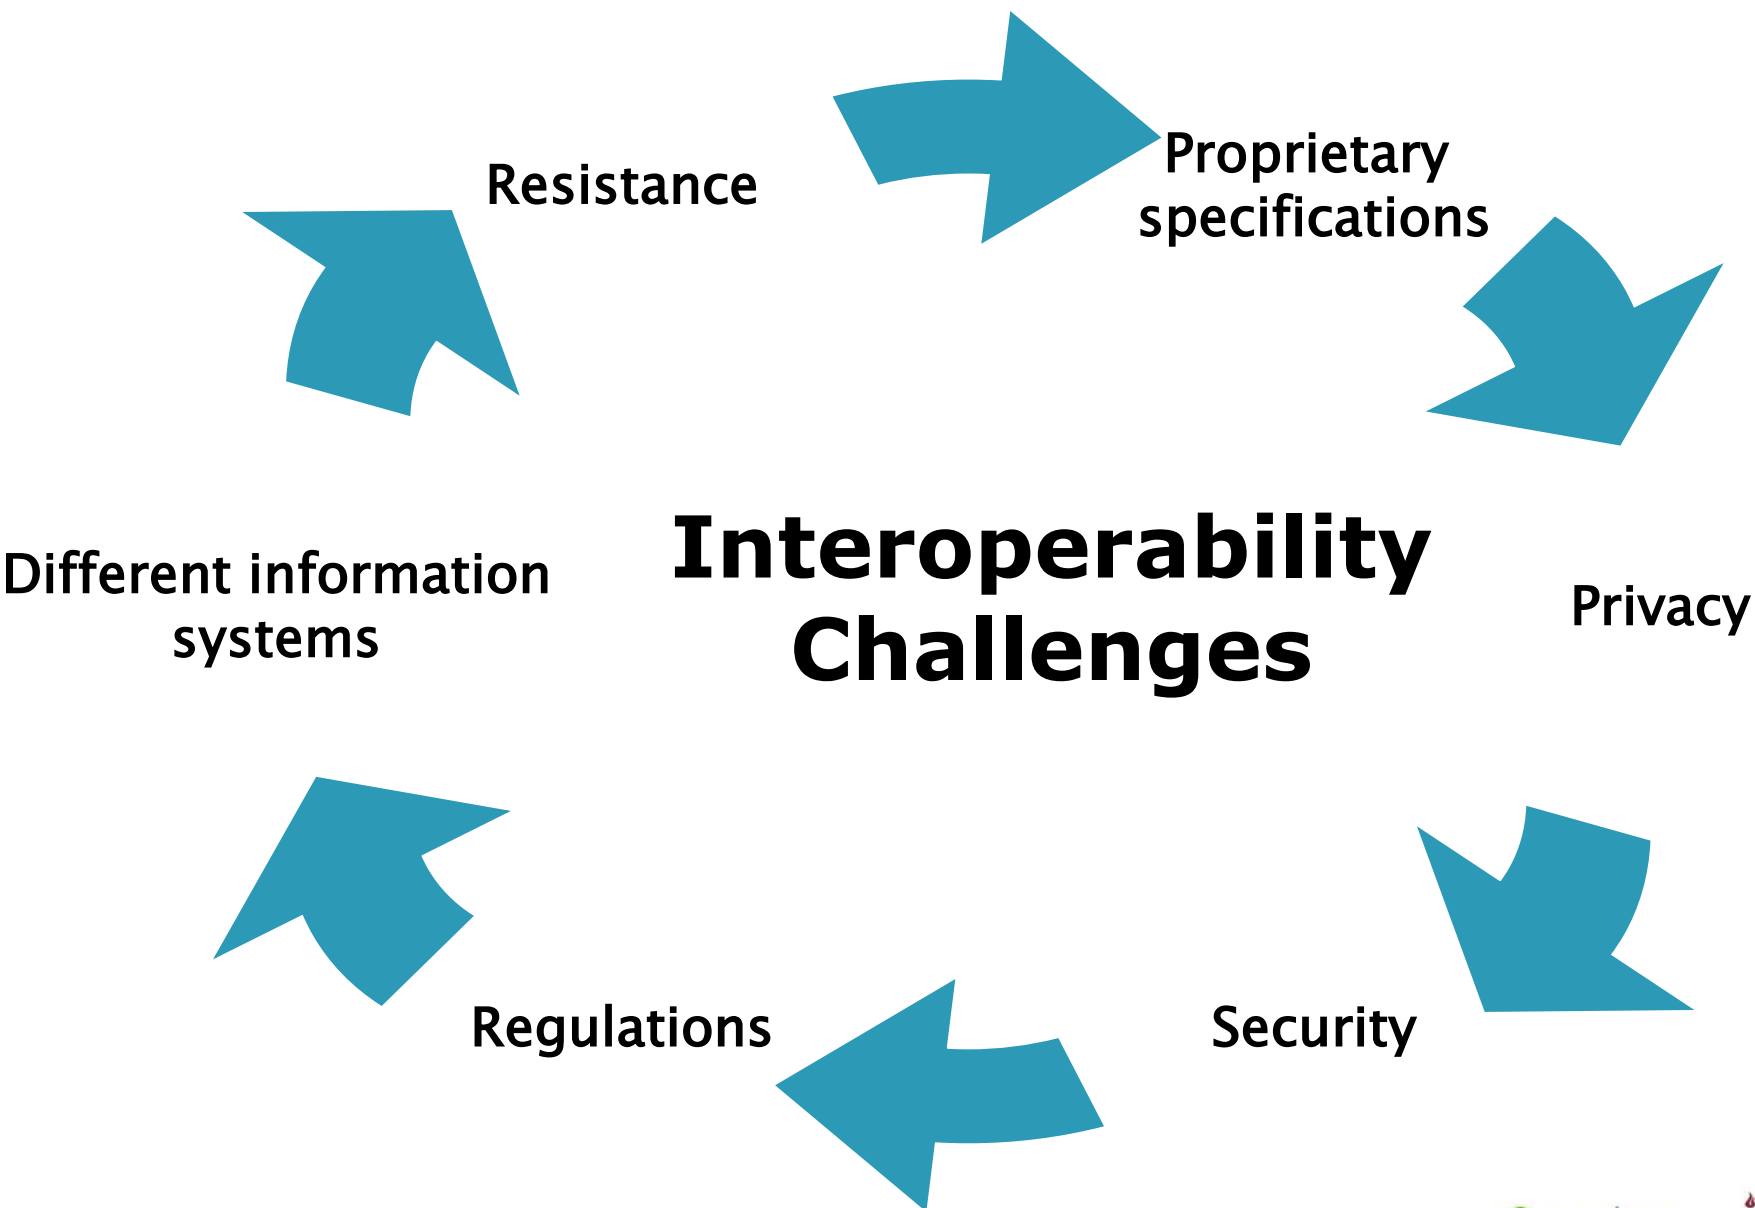 Resistance
Proprietary
specifications
Different information
systems
Interoperability
Challenges
Privacy
Regulations
Security